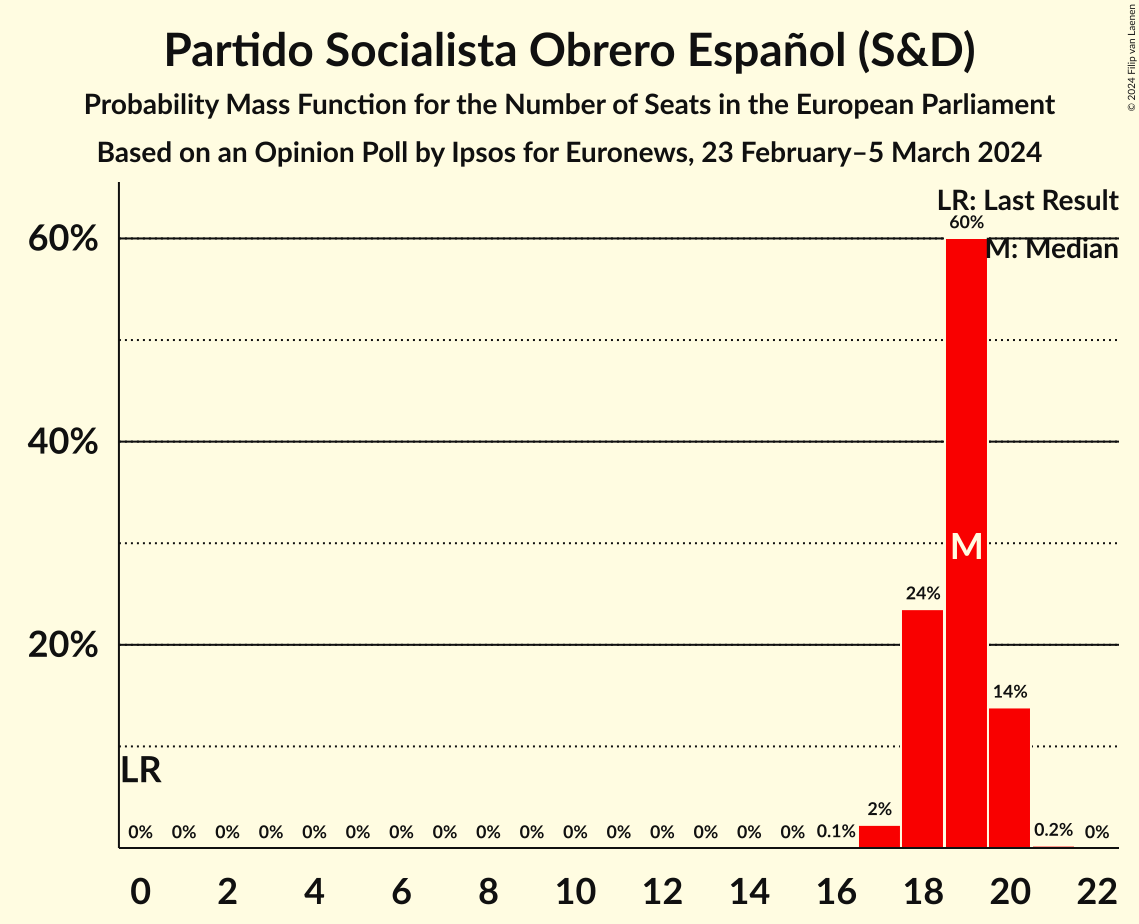 Partido Socialista Obrero Español (S&D)
Probability Mass Function for the Number of Seats in the European Parliament
Based on an Opinion Poll by Ipsos for Euronews, 23 February–5 March 2024
© 2024 Filip van Laenen
LR: Last Result
M: Median
60%
40%
20%
60%
M
24%
14%
LR
2%
0% 0% 0% 0% 0% 0% 0% 0% 0% 0% 0% 0% 0% 0% 0% 0% 0.1% 0.2% 0%
0 2 4 6 8 10 12 14 16 18 20 22